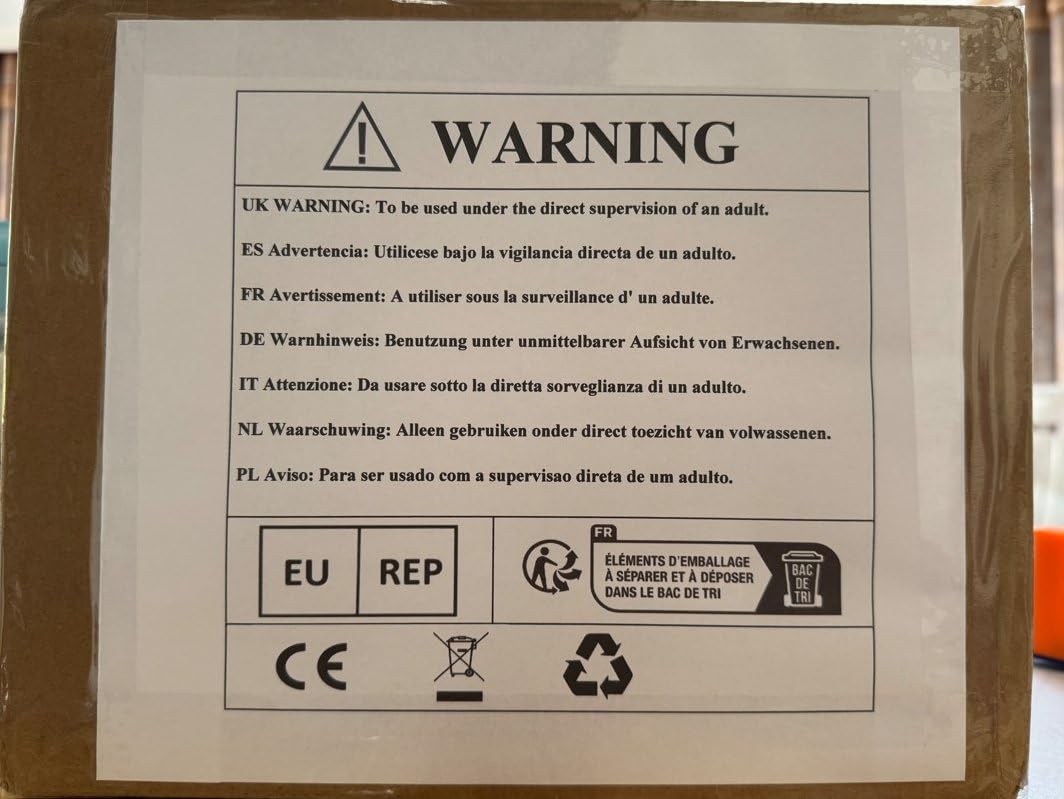 WARNING
UK WARNING: To be used under the direct supervision of an adult.
ES Advertencia: Utilicese bajo la vigilancia directa de un adulto.
FR Avertissement: A utiliser sous la surveillance d' un adulte.
DE Warnhinweis: Benutzung unter unmittelbarer Aufsicht von Erwachsenen.
IT Attenzione: Da usare sotto la diretta sorveglianza di un adulto.
NL Waarschuwing: Alleen gebruiken onder direct toezicht van volwassenen.
PL Aviso: Para ser usado com a supervisao direta de um adulto.
EU REP
FR
ÉLÉMENTS D'EMBALLAGE
À SÉPARER ET À DÉPOSER
DANS LE BAC DE TRI
BAC
DE
TRI
CE